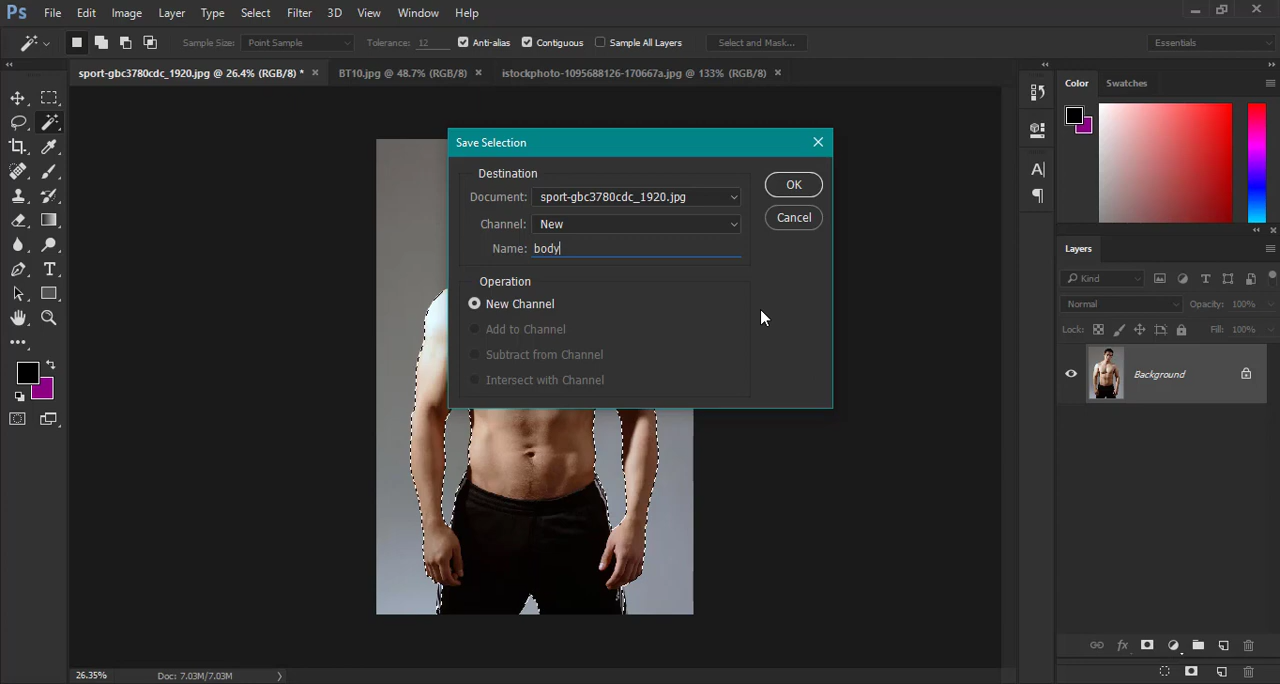 Ps File Edit Image Layer Type Select Filter 3D View Window Help
Sample Size: Point Sample Tolerance: 12 Anti-alias Contiguous Sample All Layers Select and Mask... Essentials
sport-gbc3780cdc_1920.jpg @ 26.4% (RGB/8) * × BT10.jpg @ 48.7% (RGB/8) × istockphoto-1095688126-170667a.jpg @ 133% (RGB/8) ×
Color Swatches
Save Selection
Destination
Document: sport-gbc3780cdc_1920.jpg
OK
Channel: New
Cancel
Name: body
Operation
New Channel
Add to Channel
Subtract from Channel
Intersect with Channel
Layers
Kind
Normal Opacity: 100%
Lock: Fill: 100%
Background
fx
26.35% Doc: 7.03M/7.03M